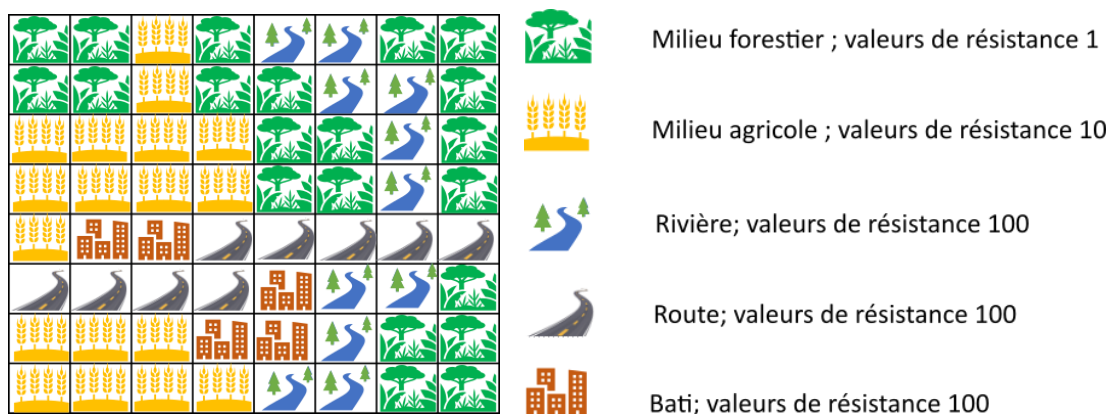 Milieu forestier ; valeurs de résistance 1
Milieu agricole ; valeurs de résistance 10
Rivière; valeurs de résistance 100
Route; valeurs de résistance 100
Bati; valeurs de résistance 100